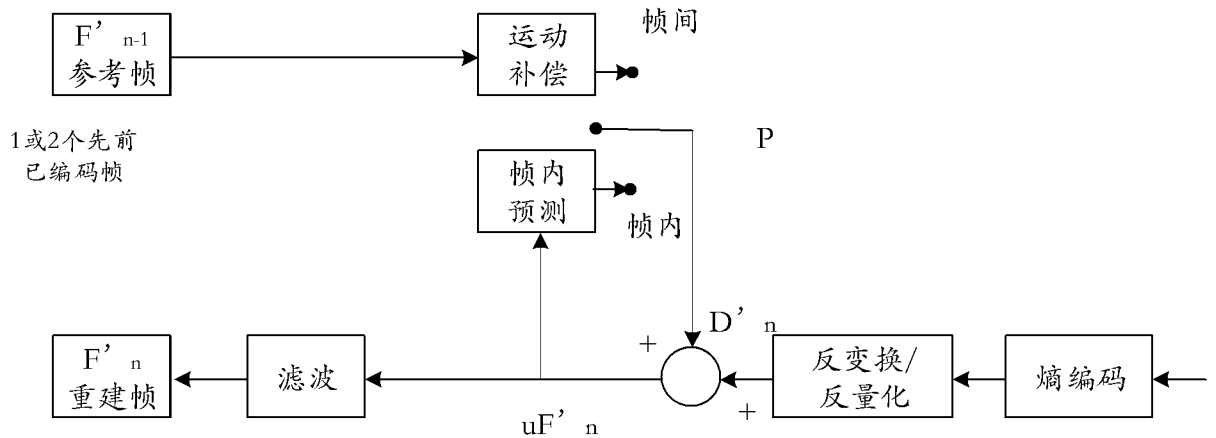 F' n-1
参考帧
运动
补偿
帧间
1或2个先前
已编码帧
P
帧内
预测
帧内
F' n
重建帧
滤波
+
D' n
反变换/
反量化
+
熵编码
uF' n